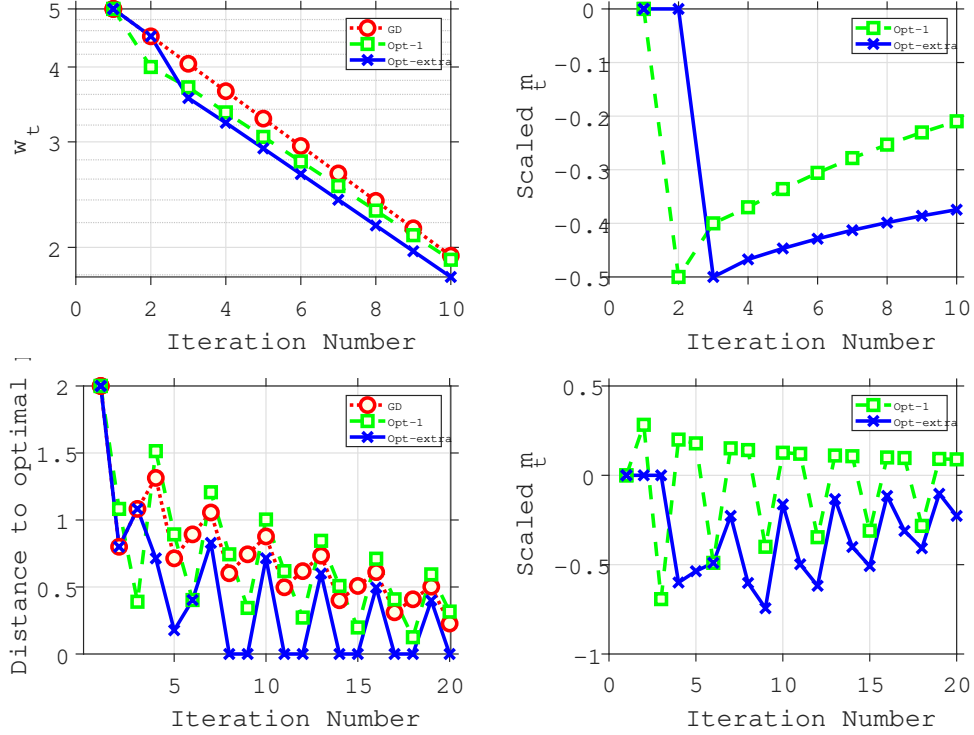 5
4
3
2
w_t
GD
Opt-1
Opt-extra
0 2 4 6 8 10
Iteration Number
0
-0.1
-0.2
-0.3
-0.4
-0.5
Scaled m_t
Opt-1
Opt-extra
0 2 4 6 8 10
Iteration Number
2
1.5
1
0.5
0
Distance to optimal
GD
Opt-1
Opt-extra
5 10 15 20
Iteration Number
0.5
0
-0.5
-1
Scaled m_t
Opt-1
Opt-extra
0 5 10 15 20
Iteration Number